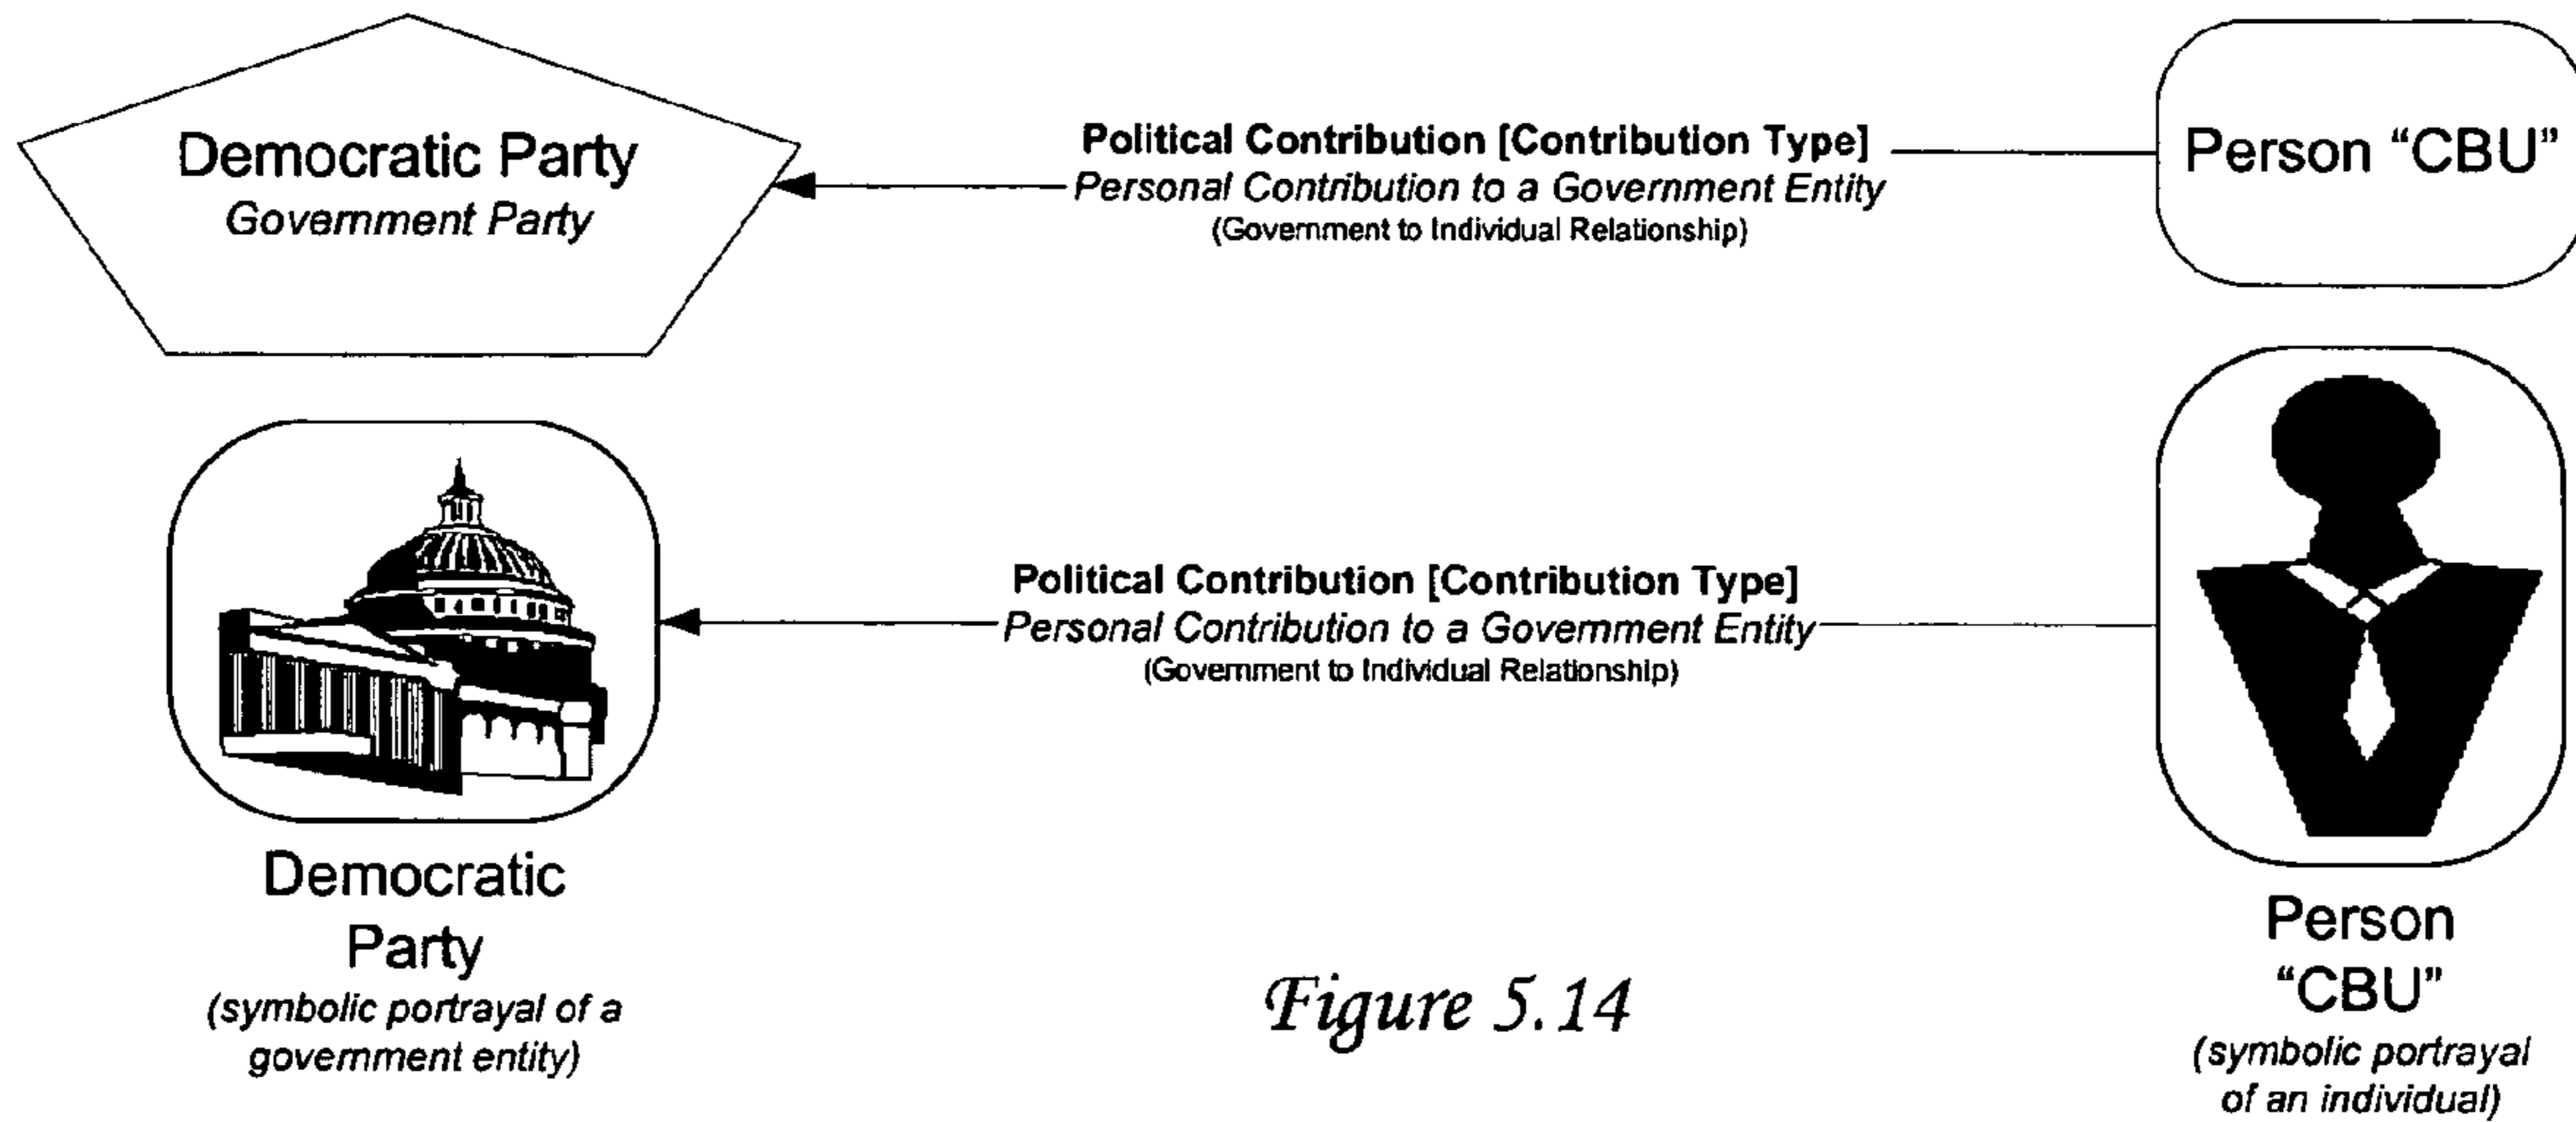 Democratic Party
Government Party
Political Contribution [Contribution Type]
Personal Contribution to a Government Entity
(Government to Individual Relationship)
Person “CBU”
Political Contribution [Contribution Type]
Personal Contribution to a Government Entity
(Government to Individual Relationship)
Democratic
Party
(symbolic portrayal of a
government entity)
Person
“CBU”
(symbolic portrayal
of an individual)
Figure 5.14